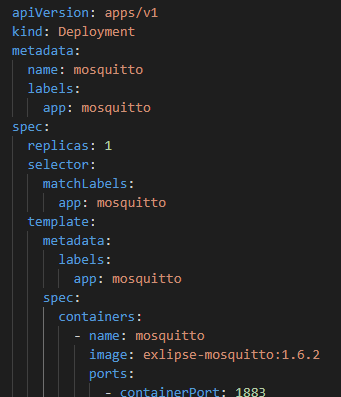 apiVersion: apps/v1
kind: Deployment
metadata:
  name: mosquitto
  labels:
    app: mosquitto
spec:
  replicas: 1
  selector:
    matchLabels:
      app: mosquitto
  template:
    metadata:
      labels:
        app: mosquitto
    spec:
      containers:
        - name: mosquitto
          image: exlipse-mosquitto:1.6.2
          ports:
            - containerPort: 1883